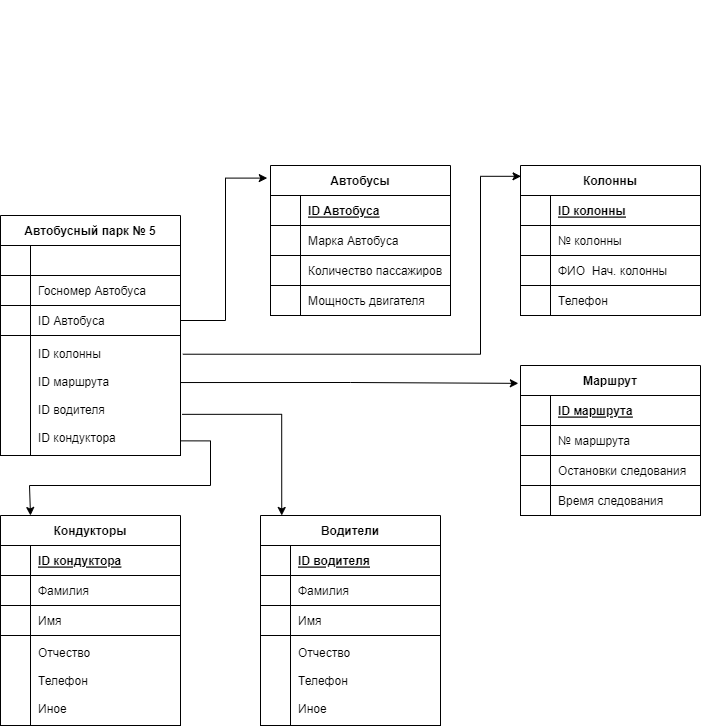 Автобусы
ID Автобуса
Марка Автобуса
Количество пассажиров
Мощность двигателя
Колонны
ID колонны
№ колонны
ФИО Нач. колонны
Телефон
Автобусный парк № 5
Госномер Автобуса
ID Автобуса
ID колонны
ID маршрута
ID водителя
ID кондуктора
Маршрут
ID маршрута
№ маршрута
Остановки следования
Время следования
Кондукторы
ID кондуктора
Фамилия
Имя
Отчество
Телефон
Иное
Водители
ID водителя
Фамилия
Имя
Отчество
Телефон
Иное